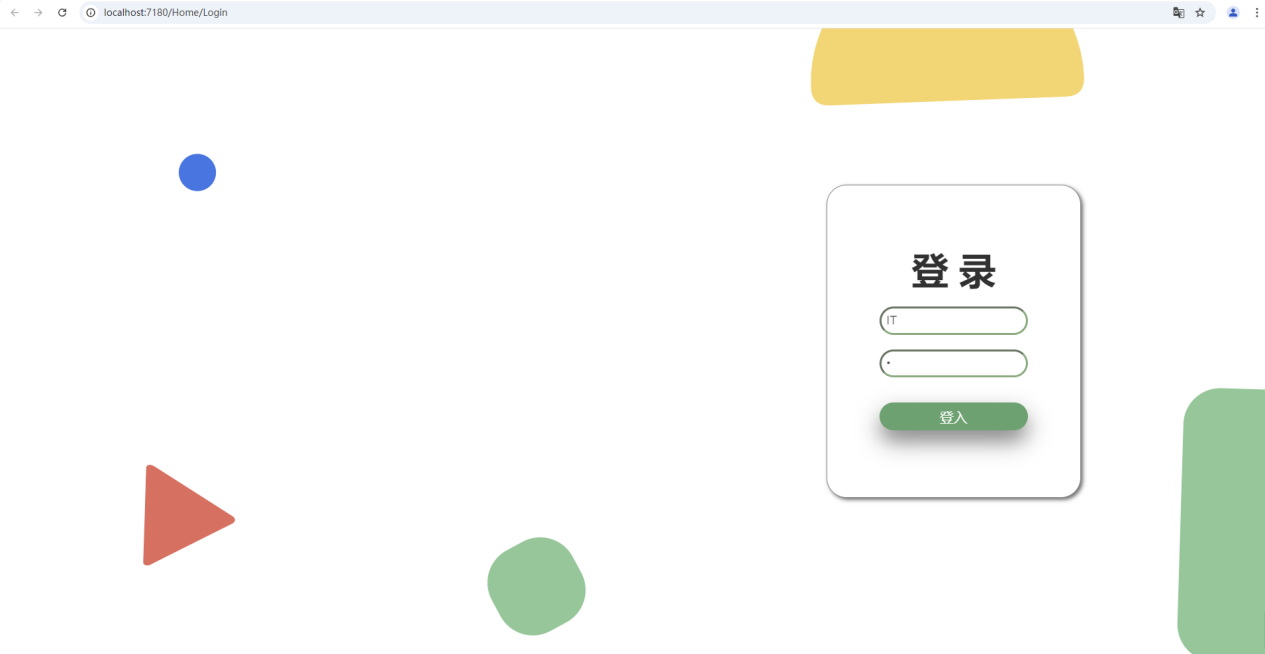 localhost:7180/Home/Login
登 录
IT
•
登入